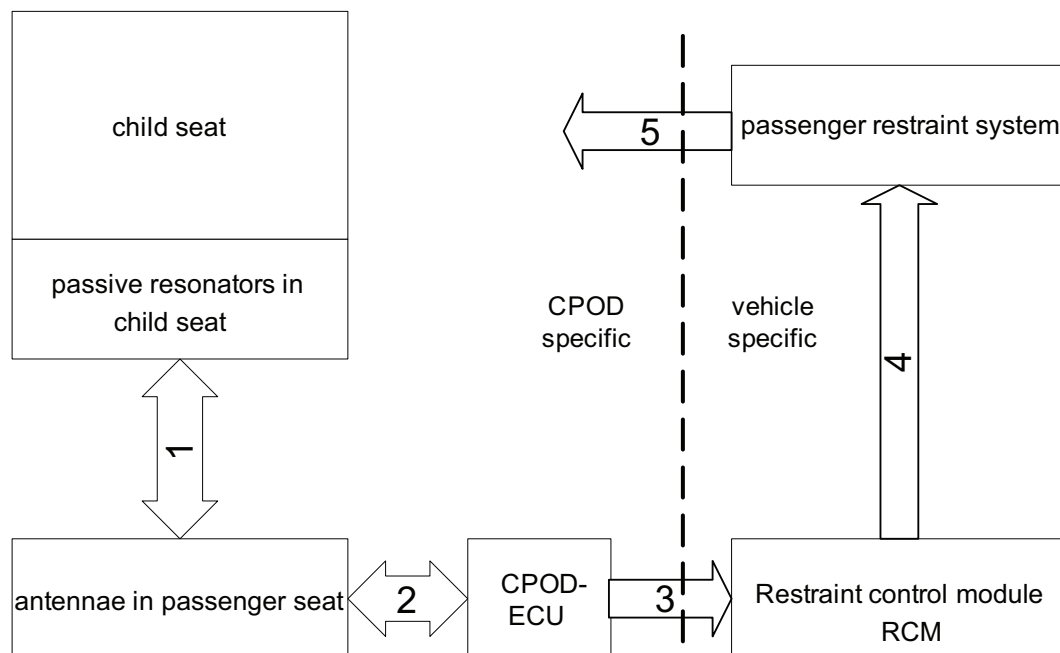 child seat
passive resonators in
child seat
1
antennae in passenger seat
2
CPOD-
ECU
3
Restraint control module
RCM
4
passenger restraint system
5
CPOD
specific
vehicle
specific